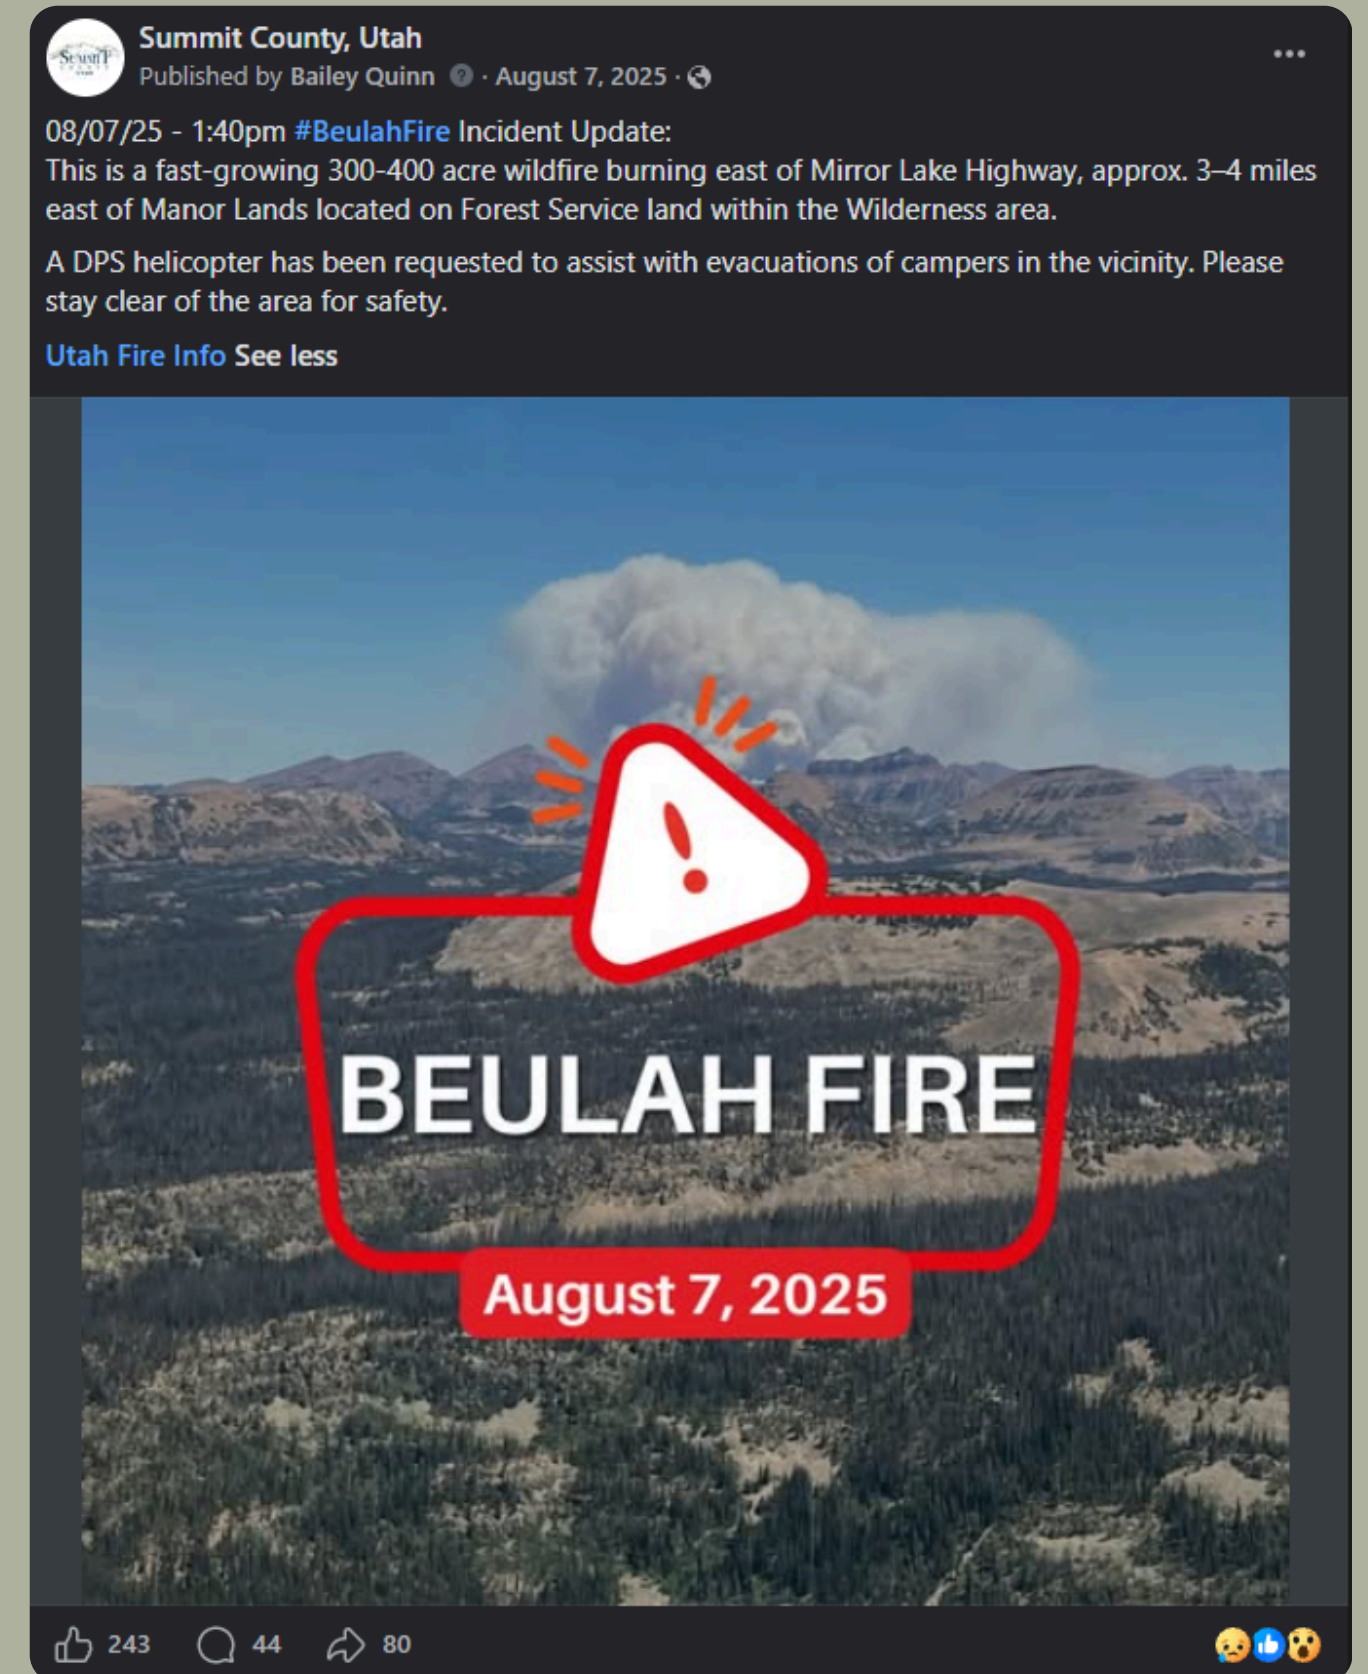 SUMMIT
COUNTY
UTAH
Summit County, Utah
Published by Bailey Quinn · August 7, 2025 ·
08/07/25 - 1:40pm #BeulahFire Incident Update:
This is a fast-growing 300-400 acre wildfire burning east of Mirror Lake Highway, approx. 3–4 miles
east of Manor Lands located on Forest Service land within the Wilderness area.
A DPS helicopter has been requested to assist with evacuations of campers in the vicinity. Please
stay clear of the area for safety.
Utah Fire Info See less
!
BEULAH FIRE
August 7, 2025
243 44 80